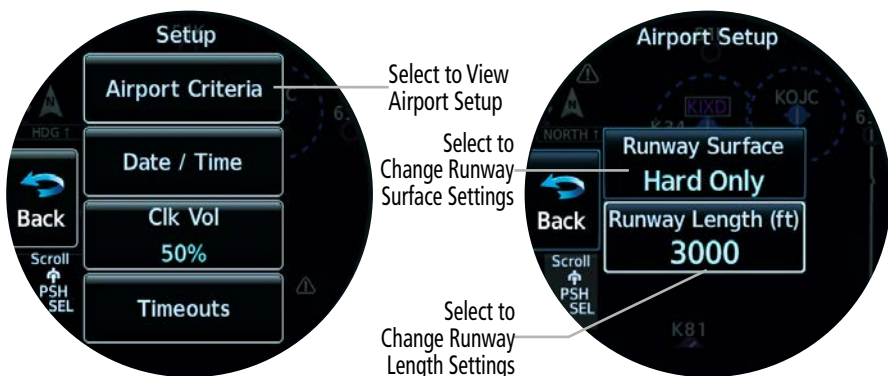 Setup
Airport Criteria
Date / Time
Clk Vol
50%
Timeouts
HDG ↑
Back
Scroll
PSH
SEL
Select to View
Airport Setup
Select to
Change Runway
Surface Settings
Select to
Change Runway
Length Settings
Airport Setup
KIXD
KOJC
NORTH ↑
Runway Surface
Hard Only
Back
Runway Length (ft)
3000
Scroll
PSH
SEL
K81